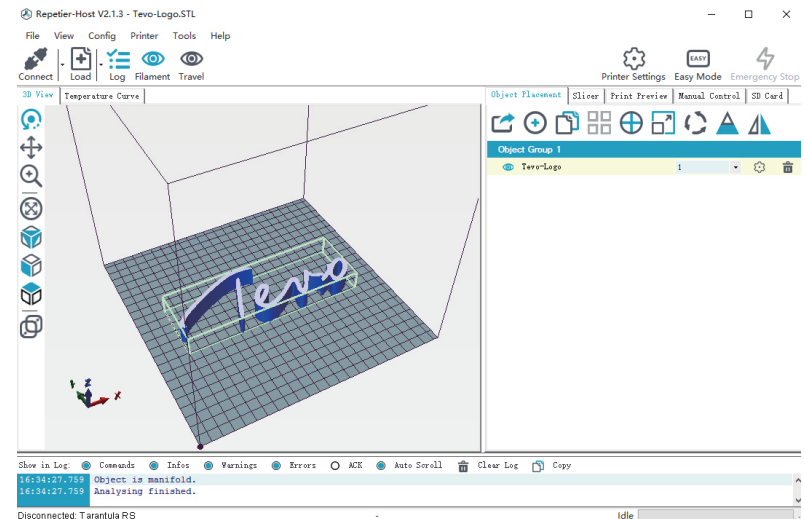 Repetier-Host V2.1.3 - Tevo-Logo.STL
File View Config Printer Tools Help
Connect Load Log Filament Travel Printer Settings EASY Easy Mode Emergency Stop
3D View Temperature Curve Object Placement Slicer Print Preview Manual Control SD Card
Object Group 1
Tevo-Logo 1
Tevo
Z
Y X
Show in Log: Commands Infos Warnings Errors ACK Auto Scroll Clear Log Copy
16:34:27.759 Object is manifold.
16:34:27.759 Analysing finished.
Disconnected: Tarantula RS - Idle